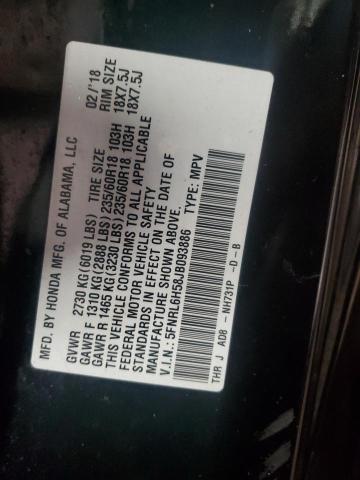 MFD. BY HONDA MFG. OF ALABAMA, LLC 02/'18
GVWR 2730 KG(6019 LBS) TIRE SIZE RIM SIZE
GAWR F 1310 KG(2888 LBS)235/60R18 103H 18X7.5J
GAWR R 1465 KG(3230 LBS)235/60R18 103H 18X7.5J
THIS VEHICLE CONFORMS TO ALL APPLICABLE
FEDERAL MOTOR VEHICLE SAFETY
STANDARDS IN EFFECT ON THE DATE OF
MANUFACTURE SHOWN ABOVE.
V.I.N.: 5FNRL6H58JB093886 TYPE: MPV
THR J AD8 - NH731P -D -B